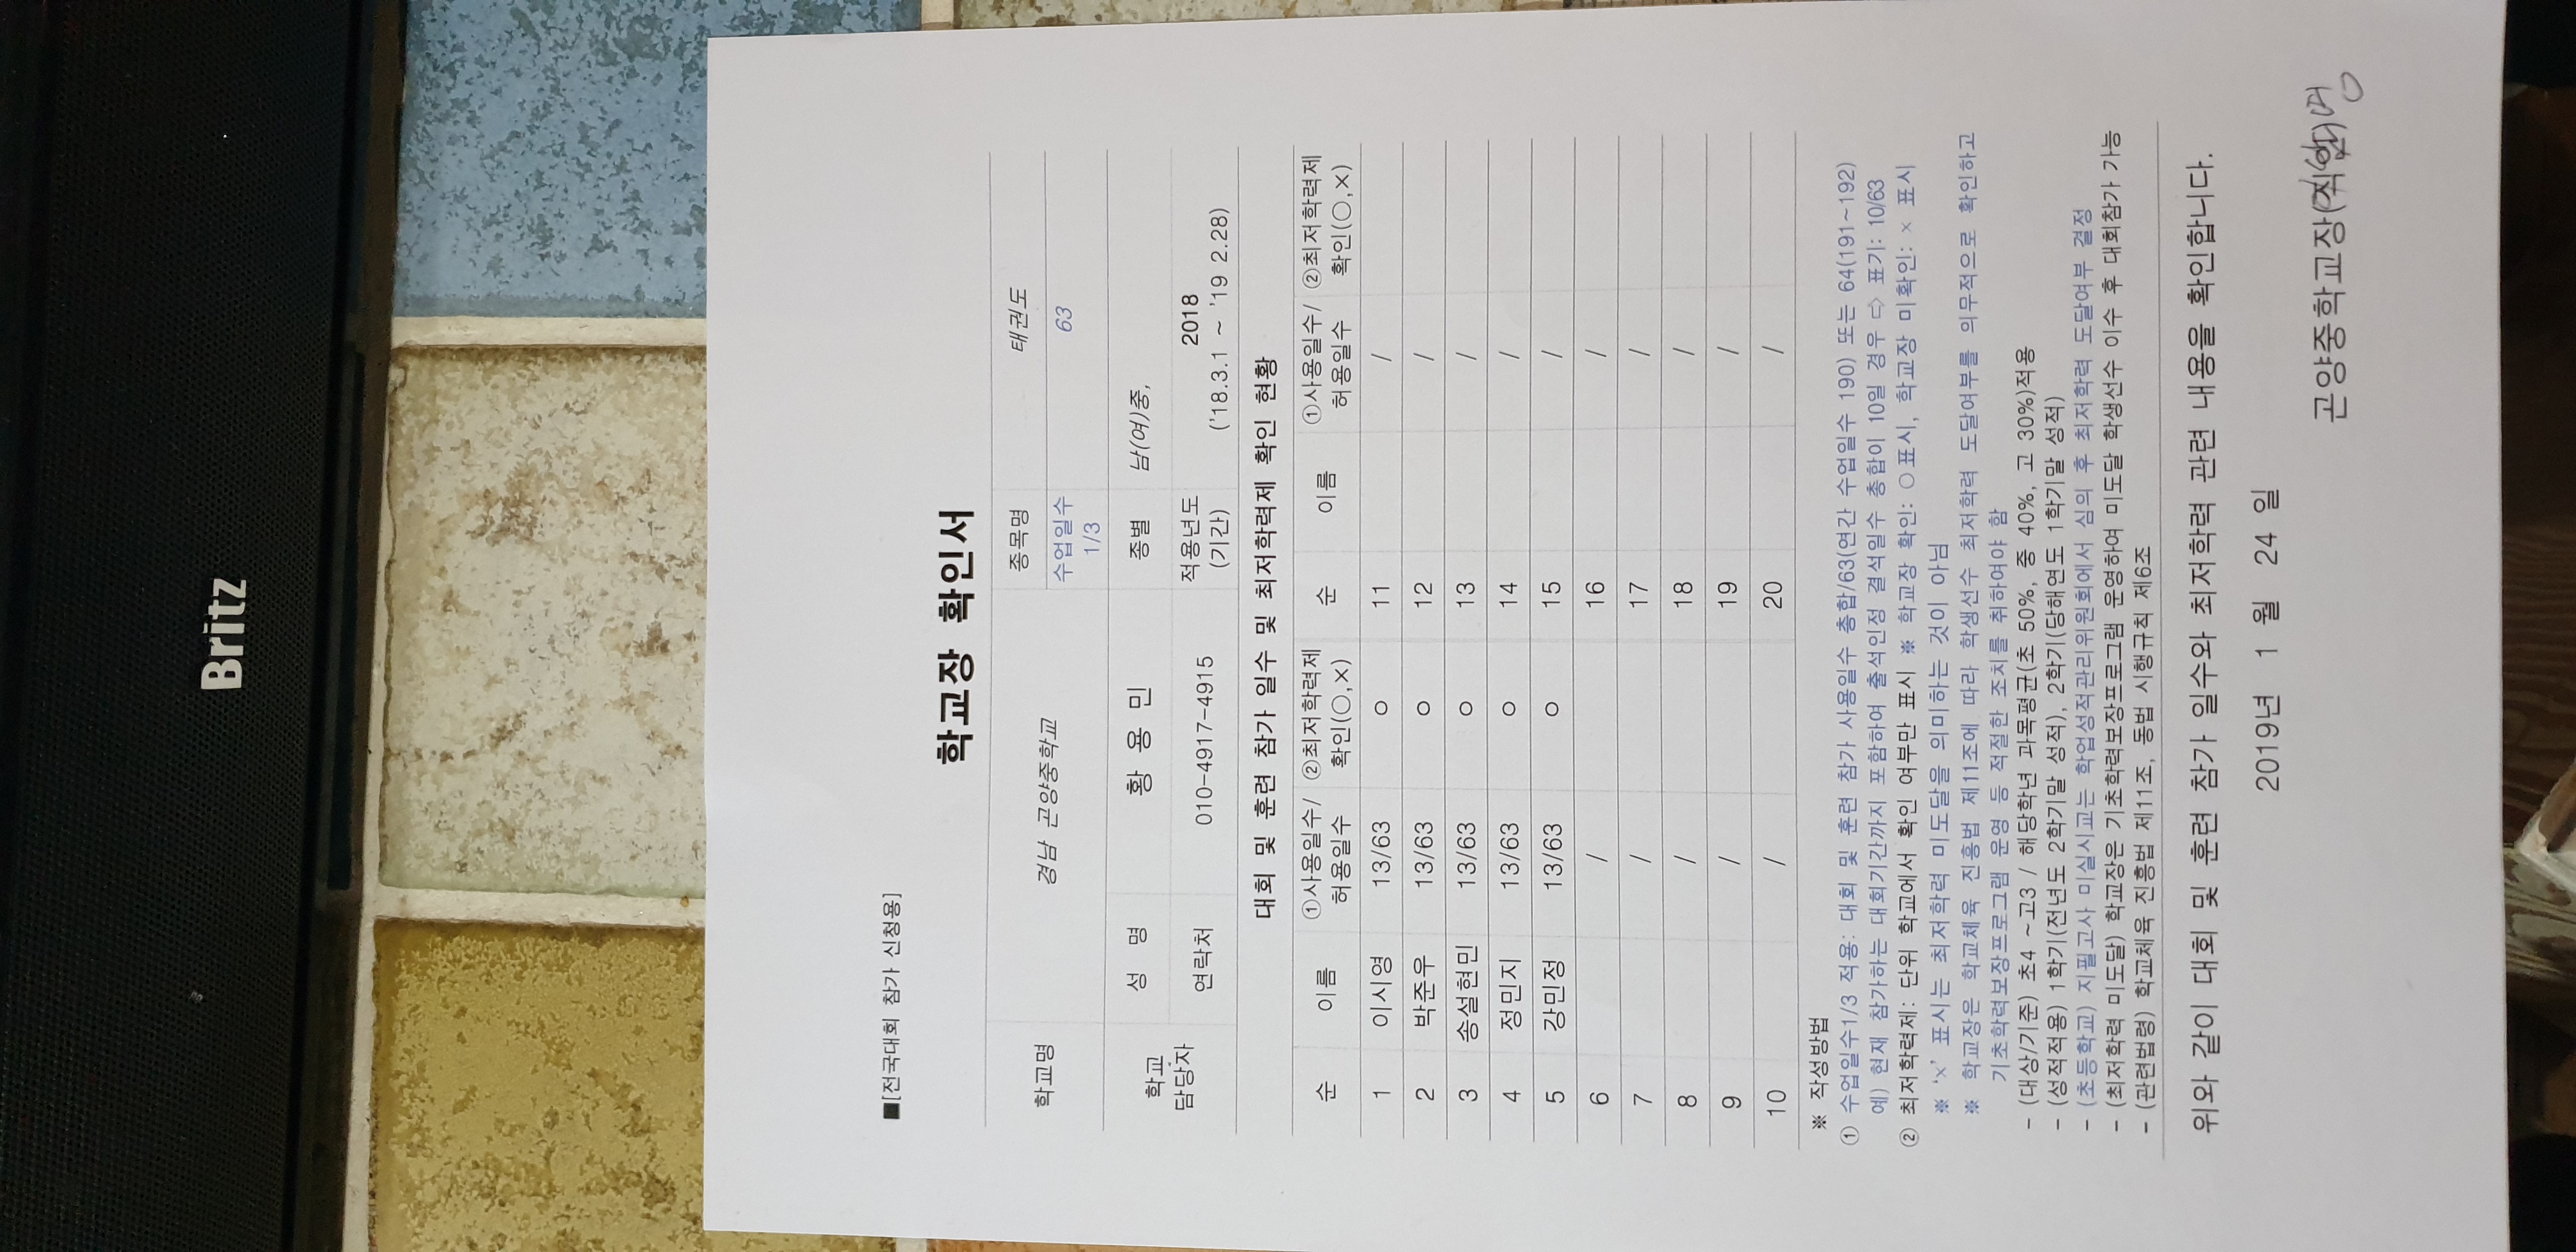 Britz
■[전국대회 참가 신청용]
학교장 확인서
학교명 경남 곤양중학교 종목명 태권도
수업일수 1/3 63
학교 담당자 성 명 황 용 민 종별 남(여)중,
연락처 010-4917-4915 적용년도 (기간) 2018 ('18.3.1 ~ '19 2.28)
대회 및 훈련 참가 일수 및 최저학력제 확인 현황
순 이름 ①사용일수/ 허용일수 ②최저학력제 확인(○,×) 순 이름 ①사용일수/ 허용일수 ②최저학력제 확인(○,×)
1 이시영 13/63 ○ 11 /
2 박준우 13/63 ○ 12 /
3 송설현민 13/63 ○ 13 /
4 정민지 13/63 ○ 14 /
5 강민정 13/63 ○ 15 /
6 / 16 /
7 / 17 /
8 / 18 /
9 / 19 /
10 / 20 /
※ 작성방법
① 수업일수1/3 적용: 대회 및 훈련 참가 사용일수 총합/63(연간 수업일수 190) 또는 64(191~192)
예) 현재 참가하는 대회기간까지 포함하여 출석인정 결석일수 총합이 10일 경우 ⇨ 표기: 10/63
② 최저학력제: 단위 학교에서 확인 여부만 표시 ※ 학교장 확인: ○표시, 학교장 미확인: × 표시
※ '×' 표시는 최저학력 미도달을 의미하는 것이 아님
※ 학교장은 학교체육 진흥법 제11조에 따라 학생선수 최저학력 도달여부를 의무적으로 확인하고
기초학력보장프로그램 운영 등 적절한 조치를 취하여야 함
- (대상/기준) 초4 ~고3 / 해당학년 과목평균(초 50%, 중 40%, 고 30%)적용
- (성적적용) 1학기(전년도 2학기말 성적), 2학기(당해연도 1학기말 성적)
- (초등학교) 지필고사 미실시교는 학업성적관리위원회에서 심의 후 최저학력 도달여부 결정
- (최저학력 미도달) 학교장은 기초학력보장프로그램 운영하여 미도달 학생선수 이수 후 대회참가 가능
- (관련법령) 학교체육 진흥법 제11조, 동법 시행규칙 제6조
위와 같이 대회 및 훈련 참가 일수와 최저학력 관련 내용을 확인합니다.
2019년 1 월 24 일
곤양중학교장(직인)